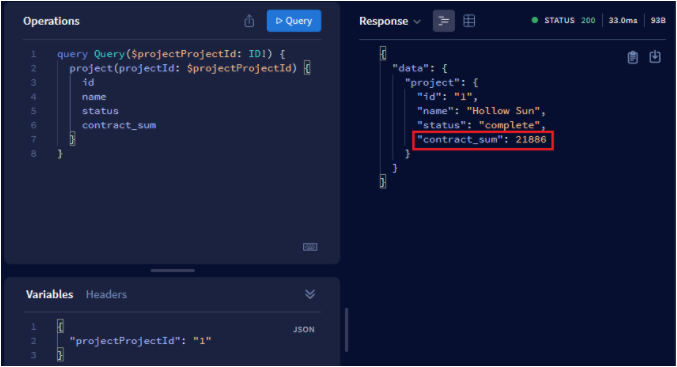 Operations
Query
1 query Query($projectProjectId: ID!) {
2 project(projectId: $projectProjectId) {
3 id
4 name
5 status
6 contract_sum
7 }
8 }
Variables Headers
JSON
1 {
2 "projectProjectId": "1"
3 }
Response
STATUS 200 33.0ms 93B
{
"data": {
"project": {
"id": "1",
"name": "Hollow Sun",
"status": "complete",
"contract_sum": 21886
}
}
}